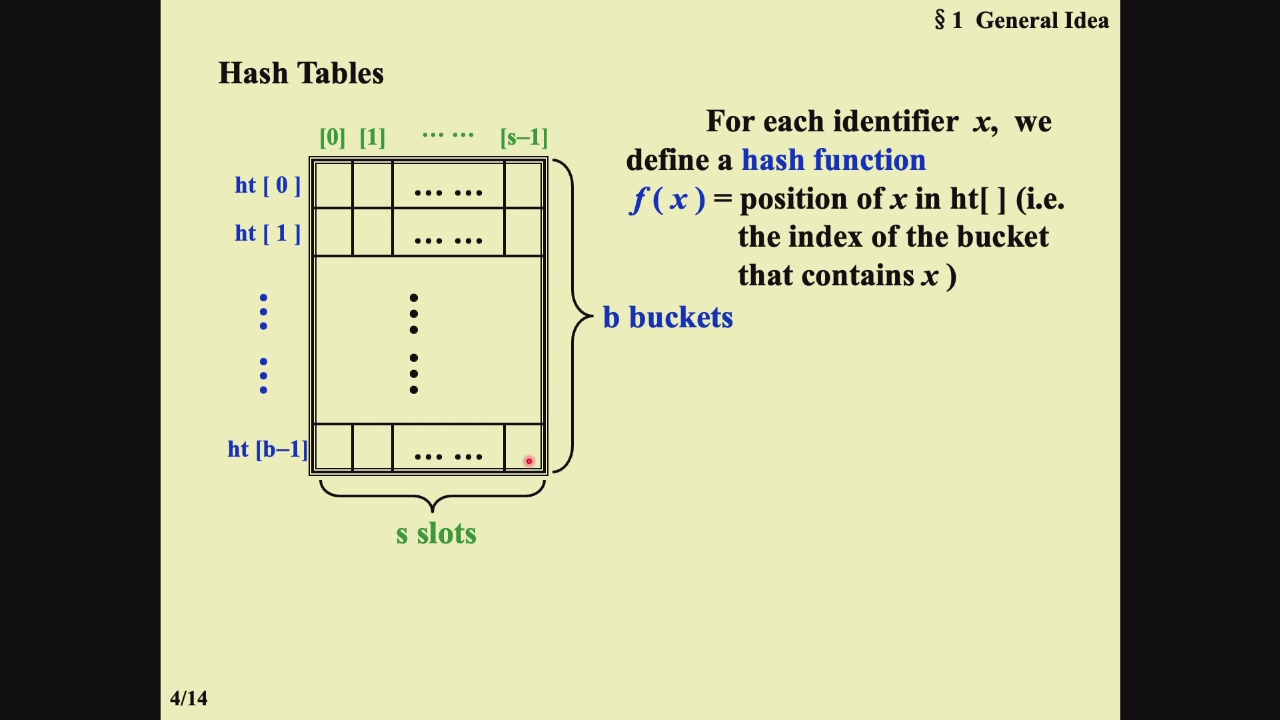 § 1 General Idea
Hash Tables
[0] [1] ⋯ ⋯ [s–1]
ht [ 0 ] ⋯ ⋯
ht [ 1 ] ⋯ ⋯
ht [b–1] ⋯ ⋯
b buckets
s slots
For each identifier x, we
define a hash function
f ( x ) = position of x in ht[ ] (i.e.
the index of the bucket
that contains x )
4/14